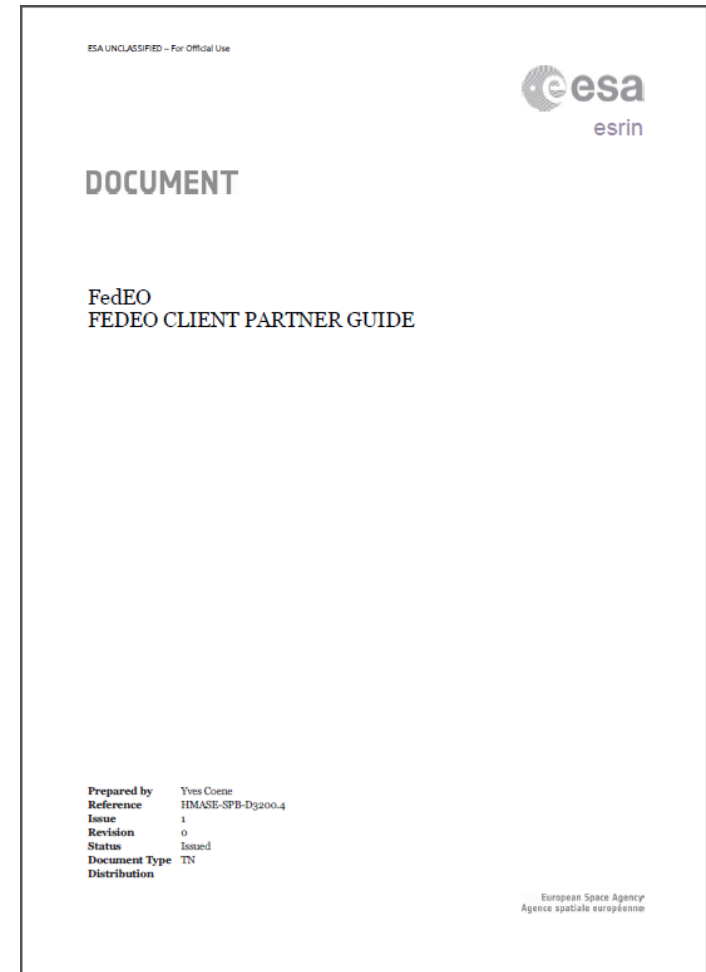 ESA UNCLASSIFIED – For Official Use
esa
esrin
DOCUMENT
FedEO
FEDEO CLIENT PARTNER GUIDE
Prepared by Yves Coene
Reference HMASE-SPB-D3200.4
Issue 1
Revision 0
Status Issued
Document Type TN
Distribution
European Space Agency
Agence spatiale européenne